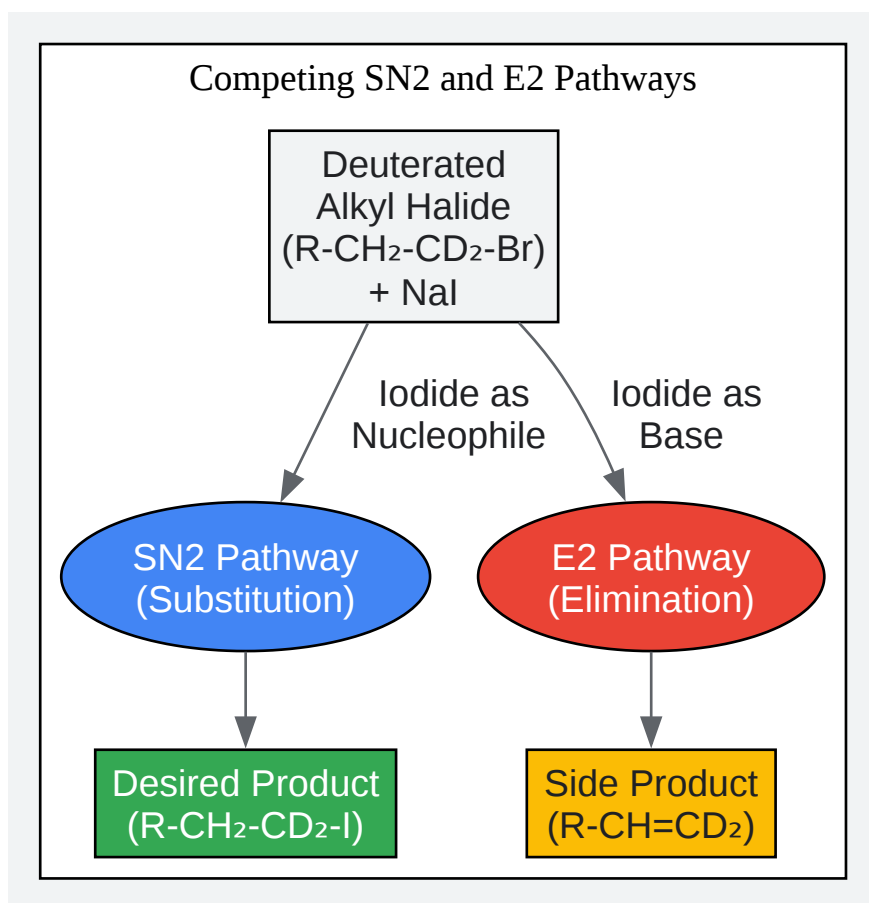 Competing SN2 and E2 Pathways
Deuterated
Alkyl Halide
(R-CH₂-CD₂-Br)
+ NaI
Iodide as
Nucleophile
Iodide as
Base
SN2 Pathway
(Substitution)
E2 Pathway
(Elimination)
Desired Product
(R-CH₂-CD₂-I)
Side Product
(R-CH=CD₂)